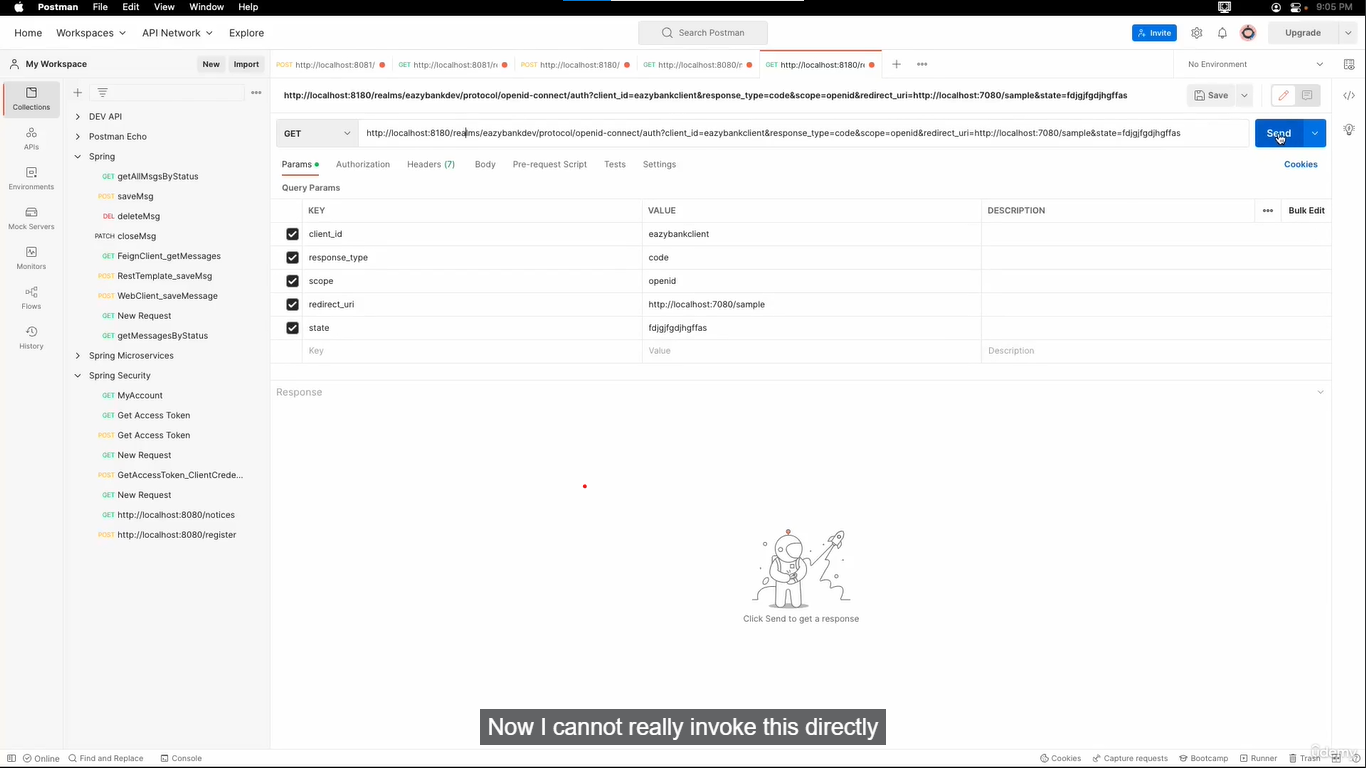 Postman File Edit View Window Help 9:05 PM
Home Workspaces API Network Explore Search Postman Invite Upgrade
My Workspace New Import POST http://localhost:8081/ GET http://localhost:8081/r POST http://localhost:8180/ GET http://localhost:8080/r GET http://localhost:8180/r No Environment
http://localhost:8180/realms/eazybankdev/protocol/openid-connect/auth?client_id=eazybankclient&response_type=code&scope=openid&redirect_uri=http://localhost:7080/sample&state=fdjgjfgdjhgffas Save
GET http://localhost:8180/realms/eazybankdev/protocol/openid-connect/auth?client_id=eazybankclient&response_type=code&scope=openid&redirect_uri=http://localhost:7080/sample&state=fdjgjfgdjhgffas Send
Params Authorization Headers (7) Body Pre-request Script Tests Settings Cookies
Query Params
KEY VALUE DESCRIPTION Bulk Edit
client_id eazybankclient
response_type code
scope openid
redirect_uri http://localhost:7080/sample
state fdjgjfgdjhgffas
Key Value Description
Response
Click Send to get a response
Collections
APIs
Environments
Mock Servers
Monitors
Flows
History
DEV API
Postman Echo
Spring
GET getAllMsgsByStatus
POST saveMsg
DEL deleteMsg
PATCH closeMsg
GET FeignClient_getMessages
POST RestTemplate_saveMsg
POST WebClient_saveMessage
GET New Request
GET getMessagesByStatus
Spring Microservices
Spring Security
GET MyAccount
GET Get Access Token
POST Get Access Token
GET New Request
POST GetAccessToken_ClientCrede...
GET New Request
GET http://localhost:8080/notices
POST http://localhost:8080/register
Now I cannot really invoke this directly
Online Find and Replace Console Cookies Capture requests Bootcamp Runner Trash
udemy